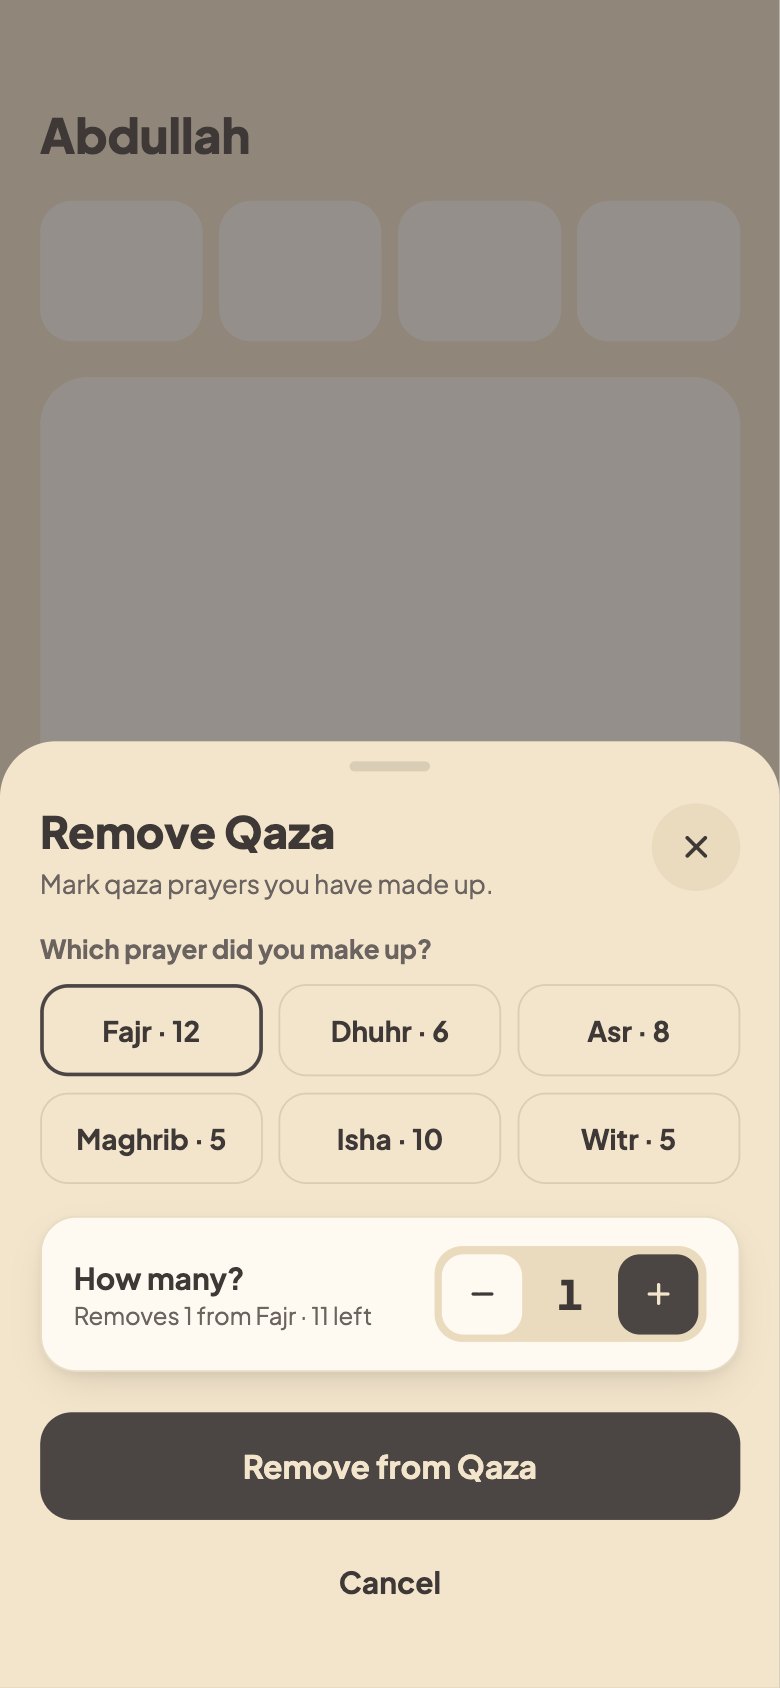 Abdullah
Remove Qaza
Mark qaza prayers you have made up.
Which prayer did you make up?
Fajr · 12
Dhuhr · 6
Asr · 8
Maghrib · 5
Isha · 10
Witr · 5
How many?
Removes 1 from Fajr · 11 left
− 1 +
Remove from Qaza
Cancel